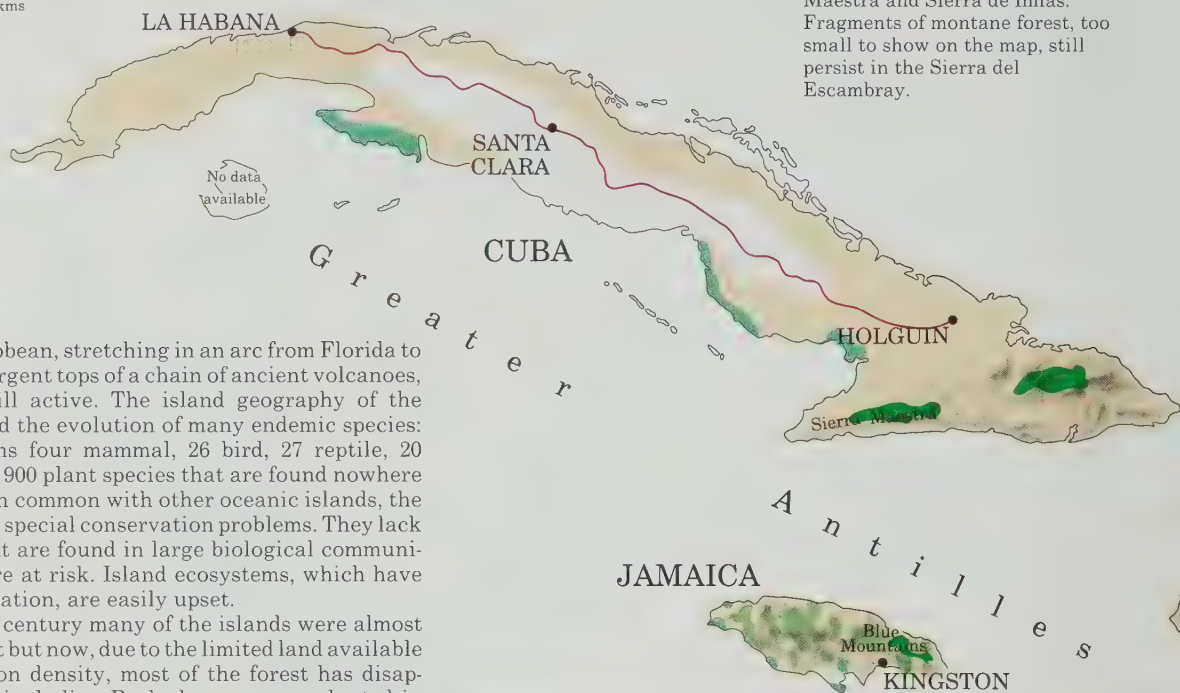 kms
LA HABANA
Maestra and Sierra de Imias.
Fragments of montane forest, too
small to show on the map, still
persist in the Sierra del
Escambray.
SANTA
CLARA
No data
available
CUBA
Greater
HOLGUIN
Sierra Maestra
Antilles
JAMAICA
Blue
Mountains
KINGSTON
bbean, stretching in an arc from Florida to
rgent tops of a chain of ancient volcanoes,
ill active. The island geography of the
d the evolution of many endemic species:
ns four mammal, 26 bird, 27 reptile, 20
900 plant species that are found nowhere
n common with other oceanic islands, the
special conservation problems. They lack
t are found in large biological communi-
re at risk. Island ecosystems, which have
ation, are easily upset.
century many of the islands were almost
t but now, due to the limited land available
on density, most of the forest has disap-